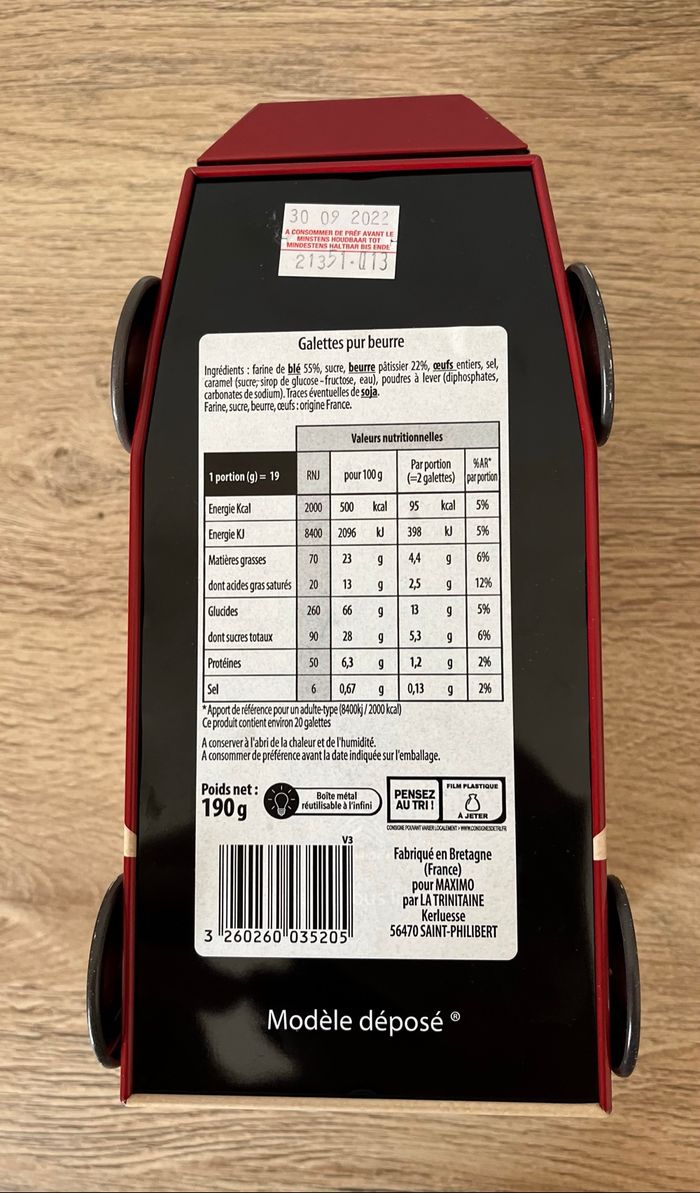 30 09 2022
A CONSOMMER DE PRÉF AVANT LE
MINSTENS HOUDBAAR TOT
MINDESTENS HALTBAR BIS ENDE
21351-013
Galettes pur beurre
Ingrédients : farine de blé 55%, sucre, beurre pâtissier 22%, œufs entiers, sel,
caramel (sucre, sirop de glucose-fructose, eau), poudres à lever (diphosphates,
carbonates de sodium). Traces éventuelles de soja.
Farine, sucre, beurre, œufs : origine France.
Valeurs nutritionnelles
1 portion (g) = 19 RNJ pour 100 g Par portion (=2 galettes) %AR* par portion
Energie Kcal 2000 500 kcal 95 kcal 5%
Energie KJ 8400 2096 kJ 398 kJ 5%
Matières grasses 70 23 g 4,4 g 6%
dont acides gras saturés 20 13 g 2,5 g 12%
Glucides 260 66 g 13 g 5%
dont sucres totaux 90 28 g 5,3 g 6%
Protéines 50 6,3 g 1,2 g 2%
Sel 6 0,67 g 0,13 g 2%
*Apport de référence pour un adulte-type (8400kj / 2000 kcal)
Ce produit contient environ 20 galettes
A conserver à l'abri de la chaleur et de l'humidité.
A consommer de préférence avant la date indiquée sur l'emballage.
Poids net :
190 g
Boîte métal
réutilisable à l'infini
PENSEZ
AU TRI !
FILM PLASTIQUE
À JETER
CONSIGNE POUVANT VARIER LOCALEMENT > WWW.CONSIGNESDETRI.FR
V3
3 260260 035205
Fabriqué en Bretagne
(France)
pour MAXIMO
par LA TRINITAINE
Kerluesse
56470 SAINT-PHILIBERT
Modèle déposé ®